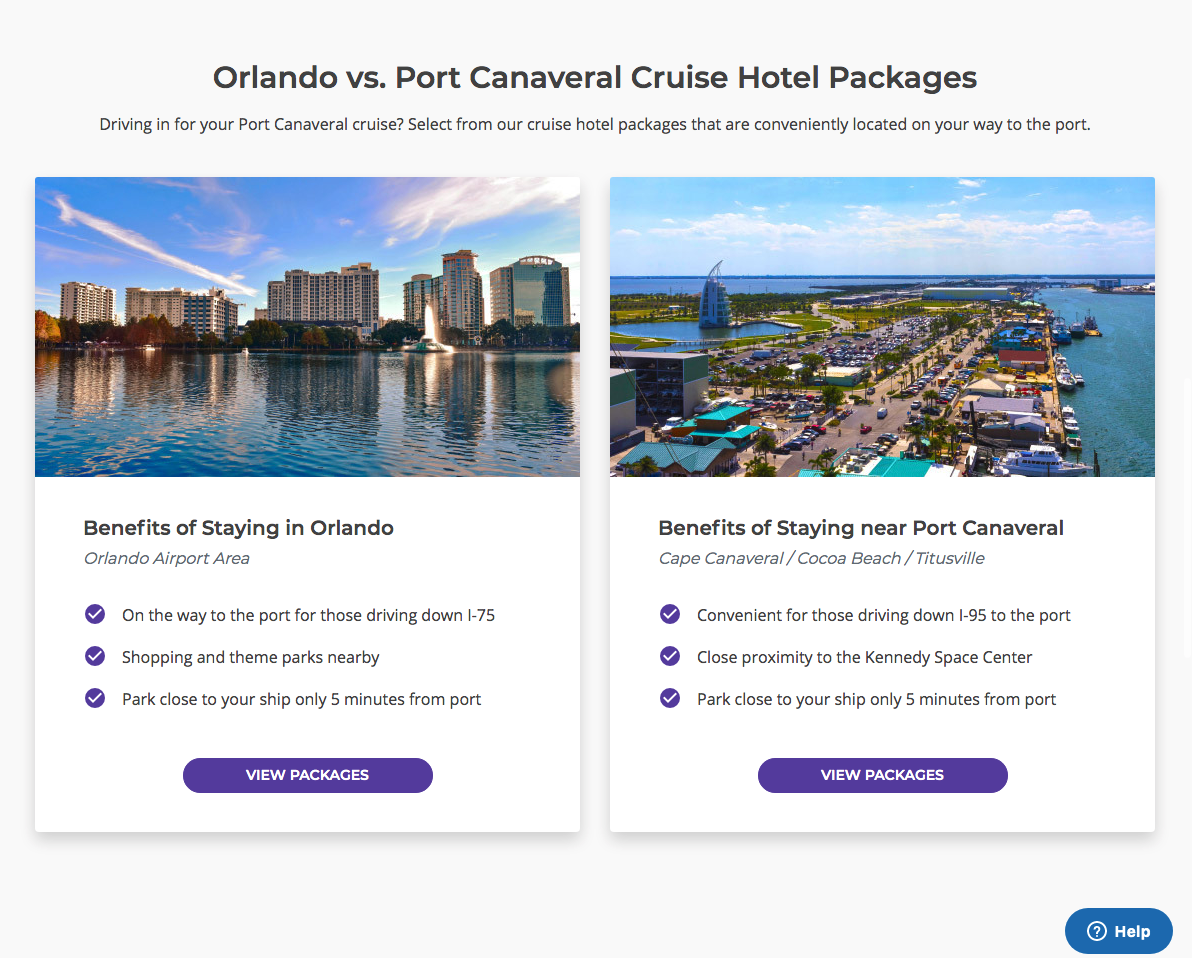 Orlando vs. Port Canaveral Cruise Hotel Packages
Driving in for your Port Canaveral cruise? Select from our cruise hotel packages that are conveniently located on your way to the port.
Benefits of Staying in Orlando
Orlando Airport Area
On the way to the port for those driving down I-75
Shopping and theme parks nearby
Park close to your ship only 5 minutes from port
VIEW PACKAGES
Benefits of Staying near Port Canaveral
Cape Canaveral / Cocoa Beach / Titusville
Convenient for those driving down I-95 to the port
Close proximity to the Kennedy Space Center
Park close to your ship only 5 minutes from port
VIEW PACKAGES
? Help